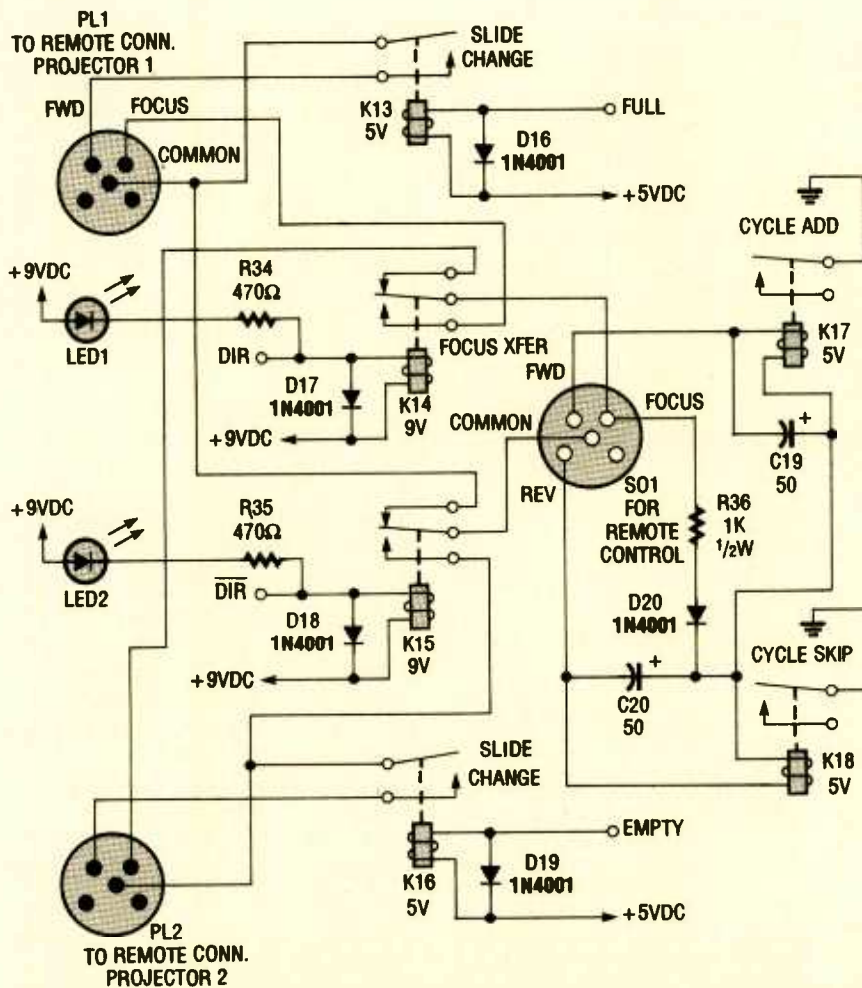 PL1
TO REMOTE CONN.
PROJECTOR 1
FWD
FOCUS
COMMON
SLIDE
CHANGE
K13
5V
D16
1N4001
FULL
+5VDC
CYCLE ADD
K17
5V
+9VDC
LED1
R34
470Ω
DIR
D17
1N4001
+9VDC
FOCUS XFER
K14
9V
FWD
COMMON
FOCUS
REV
SO1
FOR
REMOTE
CONTROL
R36
1K
1/2W
C19
50
+
D20
1N4001
+9VDC
LED2
R35
470Ω
DIR
D18
1N4001
+9VDC
K15
9V
C20
50
+
CYCLE SKIP
K18
5V
SLIDE
CHANGE
K16
5V
D19
1N4001
EMPTY
+5VDC
PL2
TO REMOTE CONN.
PROJECTOR 2